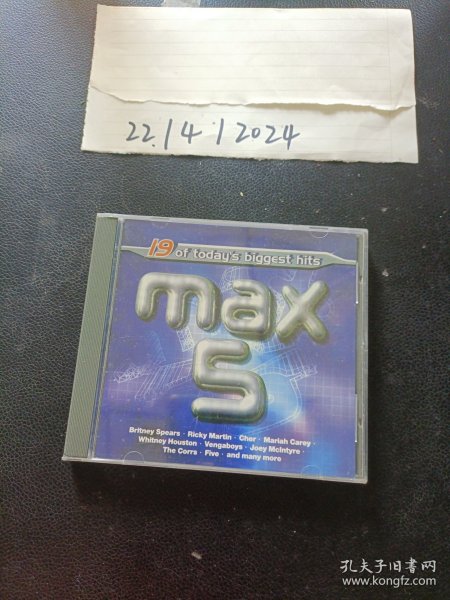 22/4/2024
19 of today's biggest hits
max
5
Britney Spears · Ricky Martin · Cher · Mariah Carey ·
Whitney Houston · Vengaboys · Joey McIntyre ·
The Corrs · Five · and many more
孔夫子旧书网
www.kongfz.com